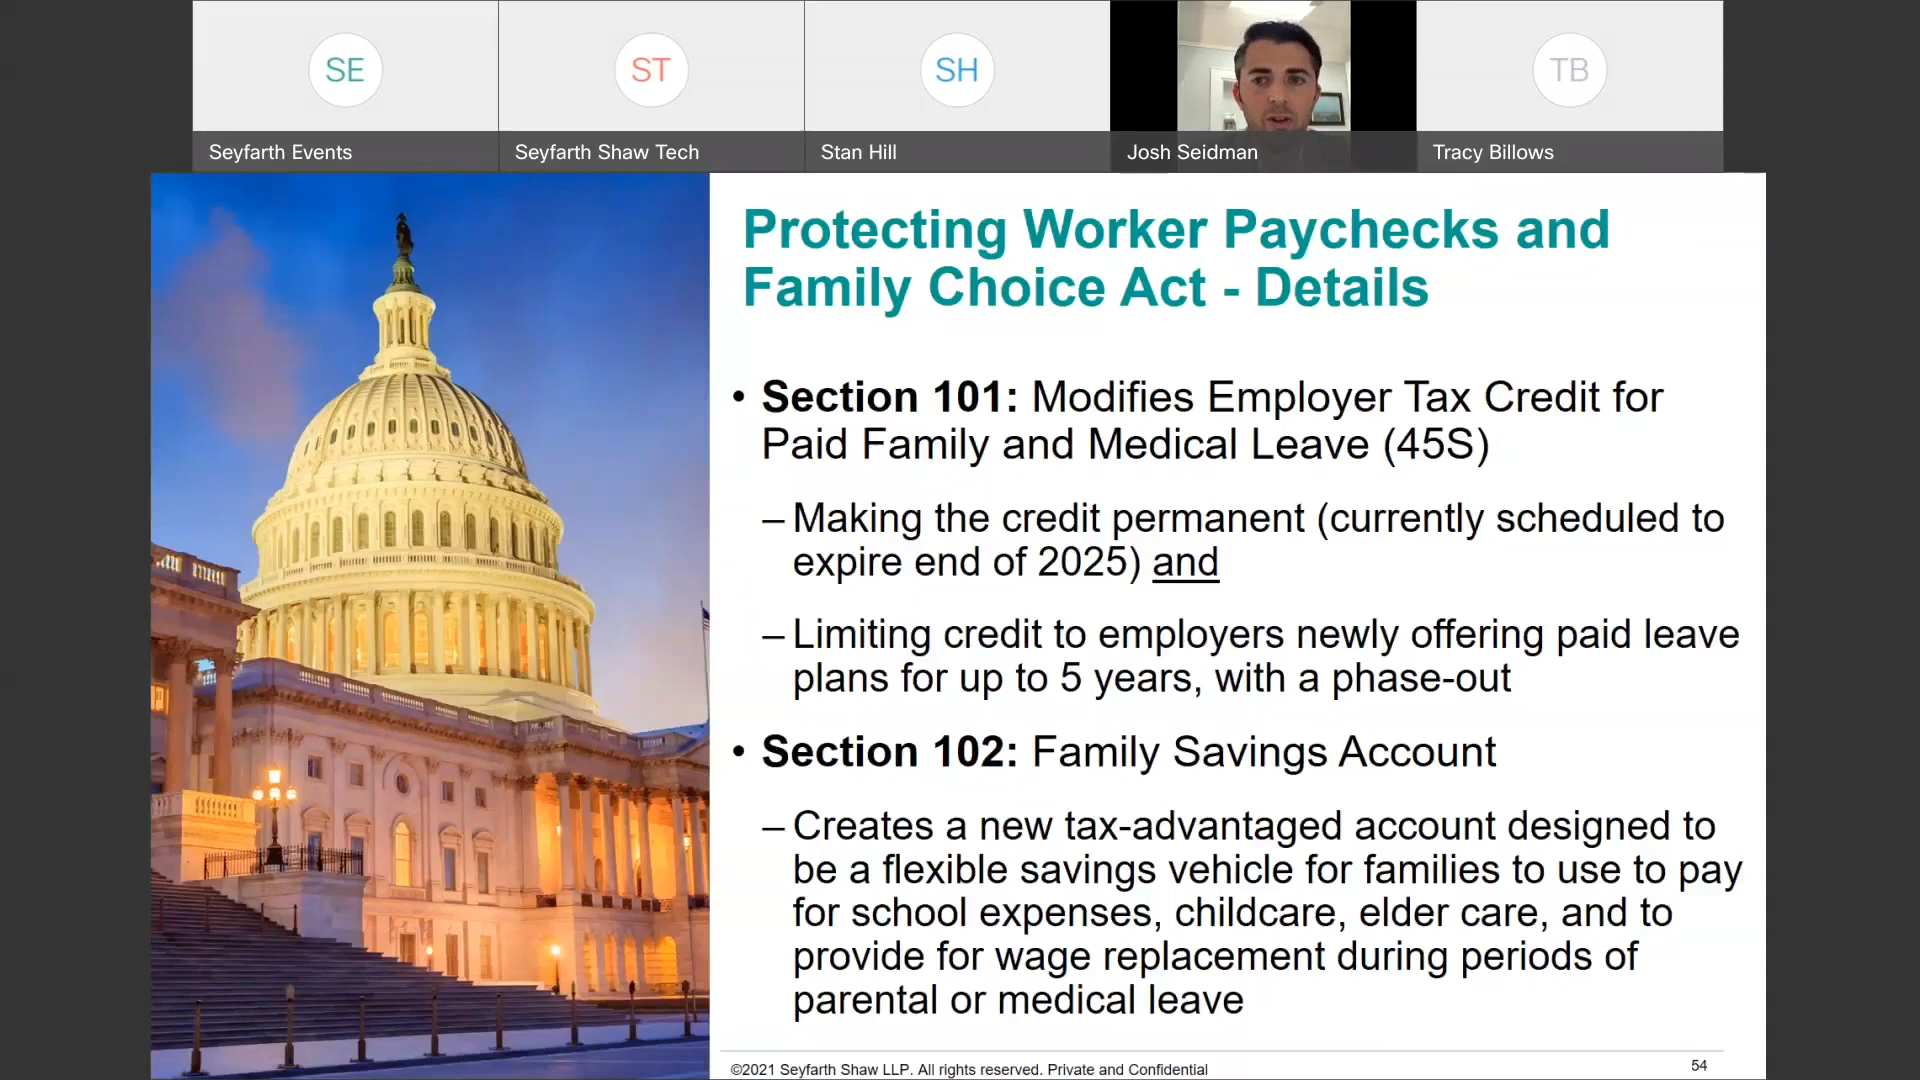 SE
ST
SH
TB
Seyfarth Events
Seyfarth Shaw Tech
Stan Hill
Josh Seidman
Tracy Billows
Protecting Worker Paychecks and
Family Choice Act - Details
• Section 101: Modifies Employer Tax Credit for
Paid Family and Medical Leave (45S)
– Making the credit permanent (currently scheduled to
expire end of 2025) and
– Limiting credit to employers newly offering paid leave
plans for up to 5 years, with a phase-out
• Section 102: Family Savings Account
– Creates a new tax-advantaged account designed to
be a flexible savings vehicle for families to use to pay
for school expenses, childcare, elder care, and to
provide for wage replacement during periods of
parental or medical leave
©2021 Seyfarth Shaw LLP. All rights reserved. Private and Confidential
54